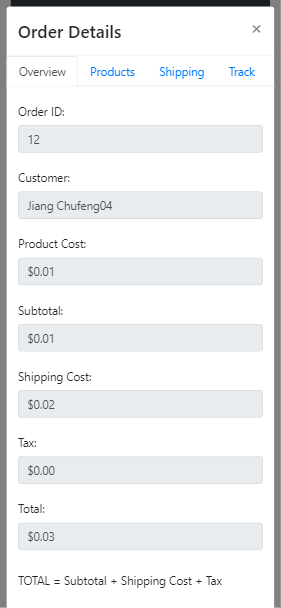 Order Details
×
Overview Products Shipping Track
Order ID:
12
Customer:
Jiang Chufeng04
Product Cost:
$0.01
Subtotal:
$0.01
Shipping Cost:
$0.02
Tax:
$0.00
Total:
$0.03
TOTAL = Subtotal + Shipping Cost + Tax